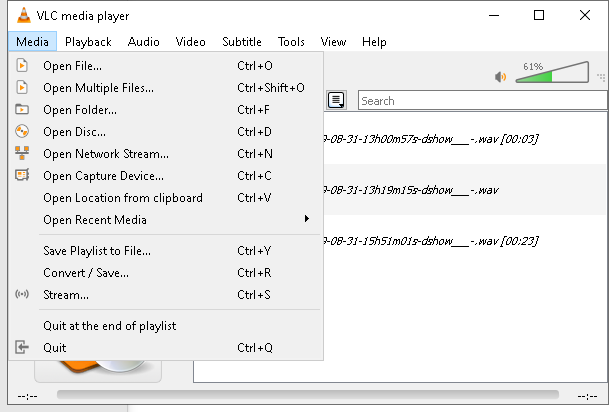 VLC media player
Media Playback Audio Video Subtitle Tools View Help
Open File... Ctrl+O
Open Multiple Files... Ctrl+Shift+O
Open Folder... Ctrl+F
Open Disc... Ctrl+D
Open Network Stream... Ctrl+N
Open Capture Device... Ctrl+C
Open Location from clipboard Ctrl+V
Open Recent Media
Save Playlist to File... Ctrl+Y
Convert / Save... Ctrl+R
Stream... Ctrl+S
Quit at the end of playlist
Quit Ctrl+Q
61%
Search
-08-31-13h00m57s-dshow___-.wav [00:03]
-08-31-13h19m15s-dshow___-.wav
-08-31-15h51m01s-dshow___-.wav [00:23]
--:-- --:--